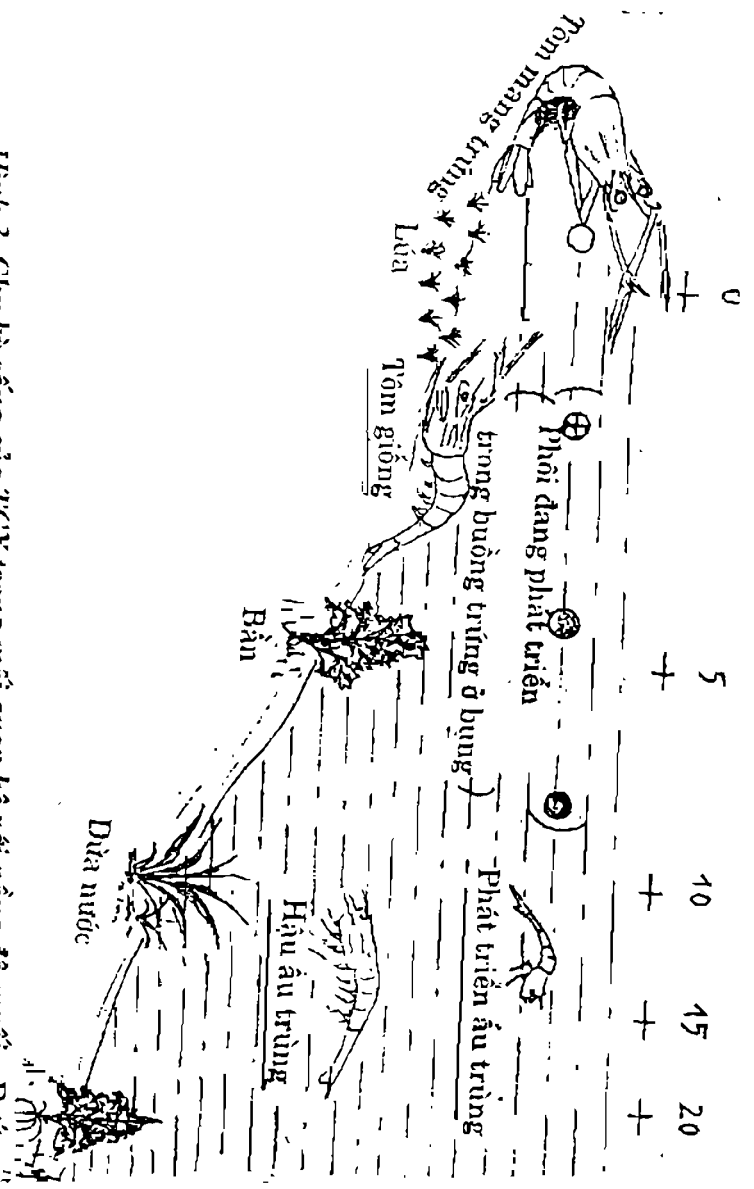 0
5
10
15
20
Tôm mang trứng
Phôi đang phát triển
trong buồng trứng ở bụng
Phát triển ấu trùng
Lúa
Tôm giống
Hậu ấu trùng
Bần
Dừa nước